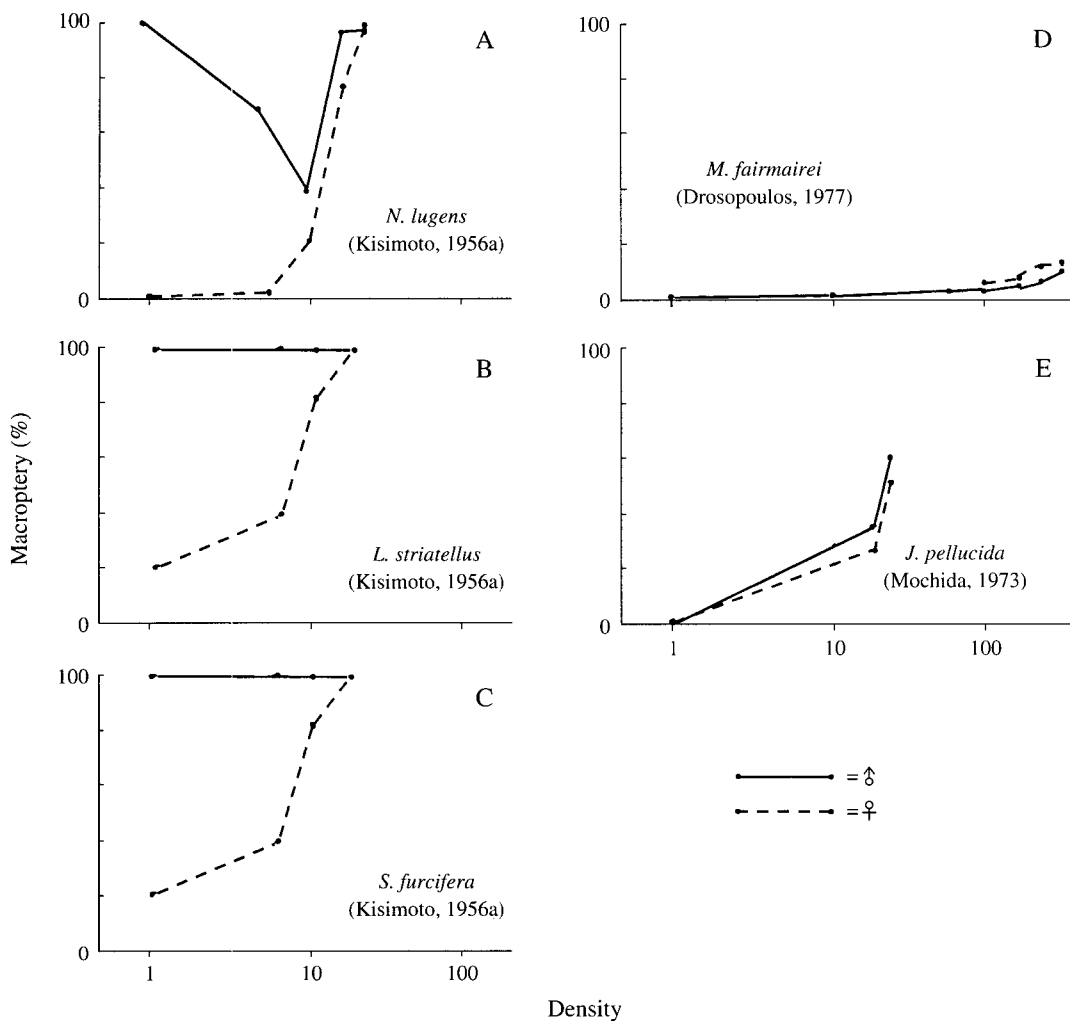 100
A
N. lugens
(Kisimoto, 1956a)
0
100
B
L. striatellus
(Kisimoto, 1956a)
0
100
C
S. furcifera
(Kisimoto, 1956a)
0
1 10 100
Macroptery (%)
Density
100
D
M. fairmairei
(Drosopoulos, 1977)
0
100
E
J. pellucida
(Mochida, 1973)
0
1 10 100
=♂
=♀